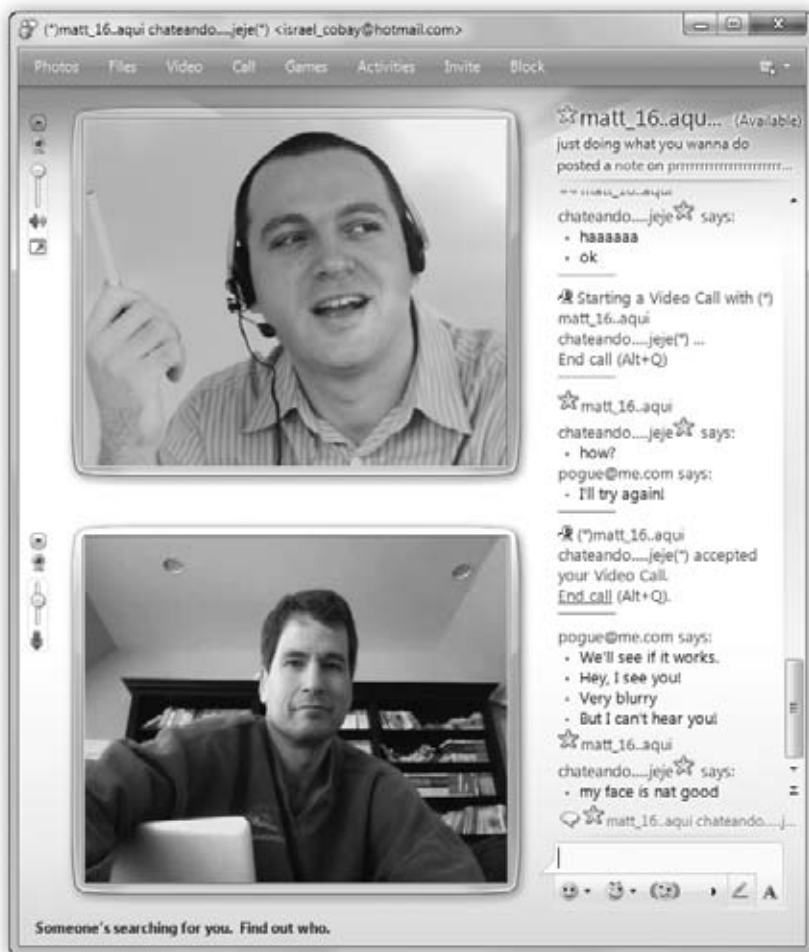 (*)matt_16..aqui chateando....jeje(*) <israel_cobay@hotmail.com>
Photos Files Video Call Games Activities Invite Block
matt_16..aqu... (Available)
just doing what you wanna do
posted a note on prrrrrrrrrrrrrrrrrrrrrr...
matt_16..aqui
chateando....jeje says:
• haaaaaa
• ok
Starting a Video Call with (*)
matt_16..aqui
chateando....jeje(*) ...
End call (Alt+Q)
matt_16..aqui
chateando....jeje says:
• how?
pogue@me.com says:
• I'll try again!
(*)matt_16..aqui
chateando....jeje(*) accepted
your Video Call.
End call (Alt+Q).
pogue@me.com says:
• We'll see if it works.
• Hey, I see you!
• Very blurry
• But I can't hear you!
matt_16..aqui
chateando....jeje says:
• my face is nat good
matt_16..aqui chateando....j...
A
Someone's searching for you. Find out who.